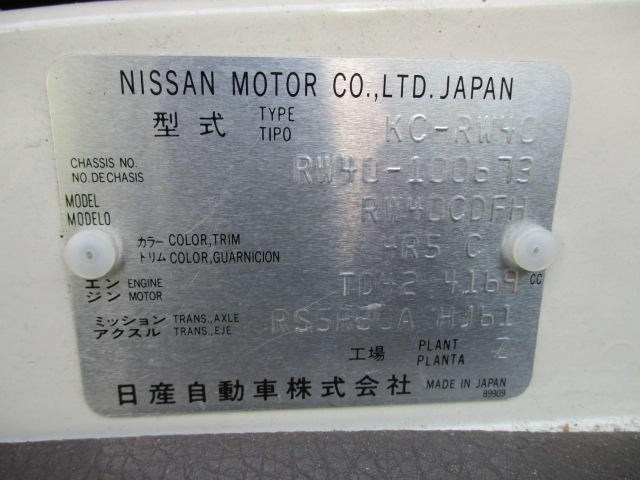 NISSAN MOTOR CO.,LTD. JAPAN
型式 TYPE TIPO KC-RW40
CHASSIS NO. NO. DE CHASIS RW40-100673
MODEL MODELO RW40CDFH
カラー COLOR,TRIM トリム COLOR,GUARNICION -R5 C
エンジン ENGINE MOTOR TD42 4169 CC
ミッション TRANS.,AXLE アクスル TRANS.,EJE RS5R50A HJ61
工場 PLANT PLANTA Z
日産自動車株式会社 MADE IN JAPAN
89909